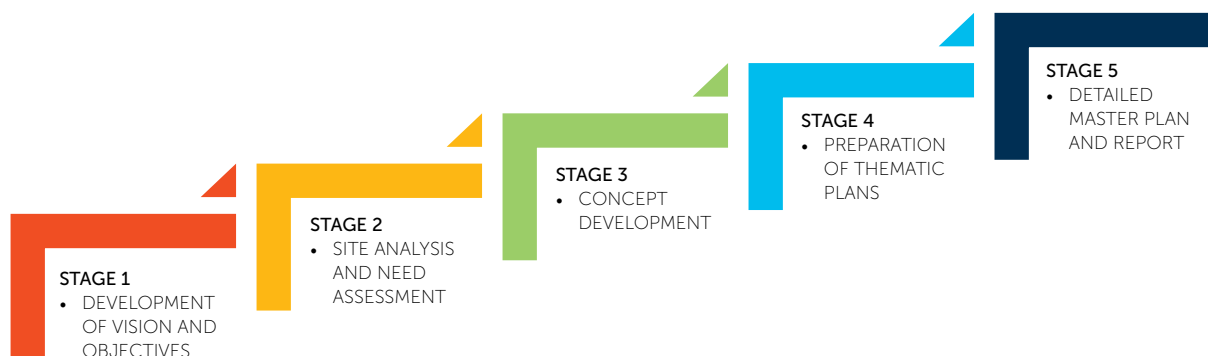 STAGE 1
• DEVELOPMENT
OF VISION AND
OBJECTIVES
STAGE 2
• SITE ANALYSIS
AND NEED
ASSESSMENT
STAGE 3
• CONCEPT
DEVELOPMENT
STAGE 4
• PREPARATION
OF THEMATIC
PLANS
STAGE 5
• DETAILED
MASTER PLAN
AND REPORT